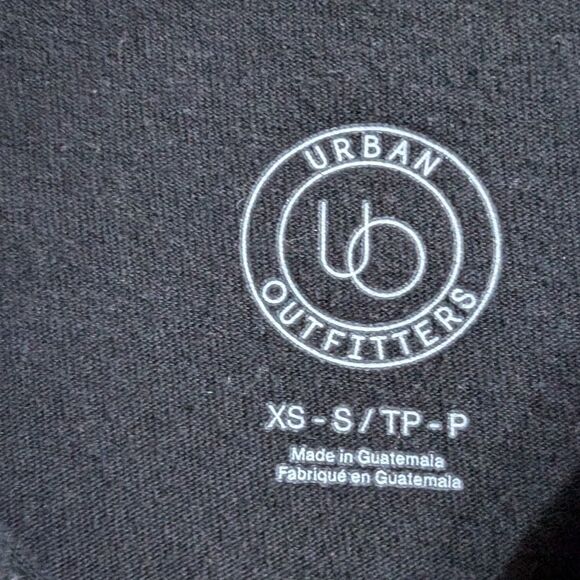 URBAN
UO
OUTFITTERS
XS - S / TP - P
Made in Guatemala
Fabriqué en Guatemala